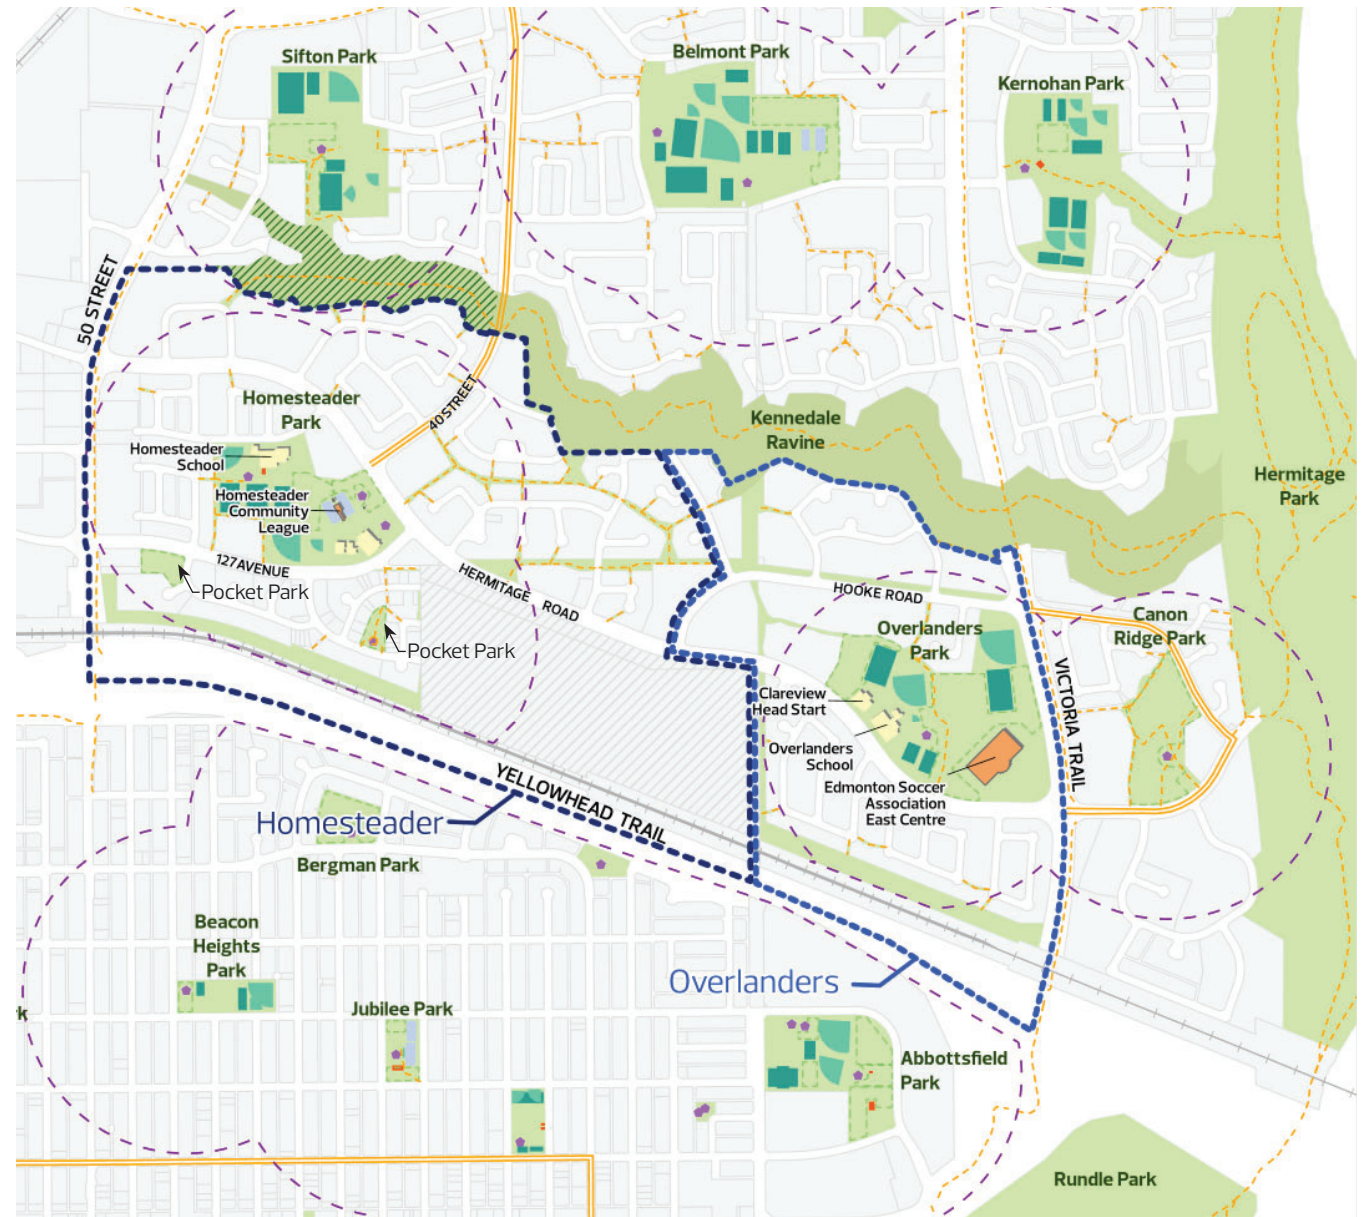 Sifton Park
Belmont Park
Kernohan Park
50 STREET
Homesteader
Park
40 STREET
Kennedale
Ravine
Homesteader
School
Hermitage
Park
Homesteader
Community
League
127 AVENUE
Pocket Park
HERMITAGE ROAD
HOOKE ROAD
Canon
Ridge Park
Overlanders
Park
Pocket Park
Clareview
Head Start
VICTORIA TRAIL
Overlanders
School
Edmonton Soccer
Association
East Centre
YELLOWHEAD TRAIL
Homesteader
Bergman Park
Beacon
Heights
Park
Overlanders
Jubilee Park
rk
Abbottsfield
Park
Rundle Park